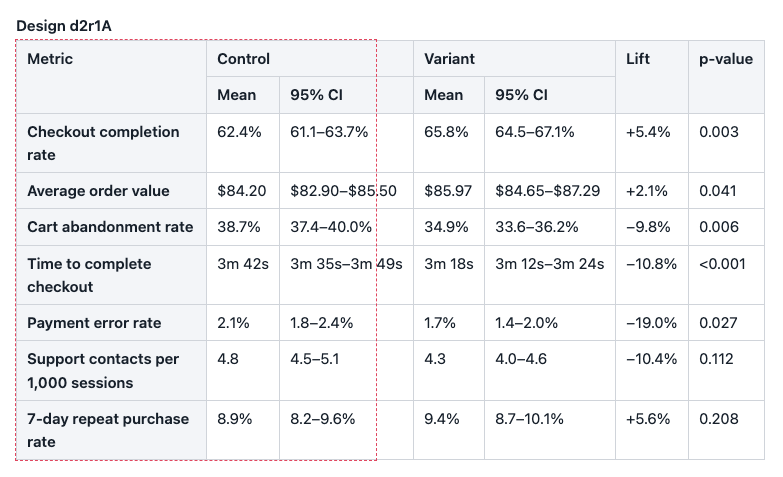 Design d2r1A
Metric Control Variant Lift p-value
Mean 95% CI Mean 95% CI
Checkout completion rate 62.4% 61.1–63.7% 65.8% 64.5–67.1% +5.4% 0.003
Average order value $84.20 $82.90–$85.50 $85.97 $84.65–$87.29 +2.1% 0.041
Cart abandonment rate 38.7% 37.4–40.0% 34.9% 33.6–36.2% −9.8% 0.006
Time to complete checkout 3m 42s 3m 35s–3m 49s 3m 18s 3m 12s–3m 24s −10.8% <0.001
Payment error rate 2.1% 1.8–2.4% 1.7% 1.4–2.0% −19.0% 0.027
Support contacts per 1,000 sessions 4.8 4.5–5.1 4.3 4.0–4.6 −10.4% 0.112
7-day repeat purchase rate 8.9% 8.2–9.6% 9.4% 8.7–10.1% +5.6% 0.208